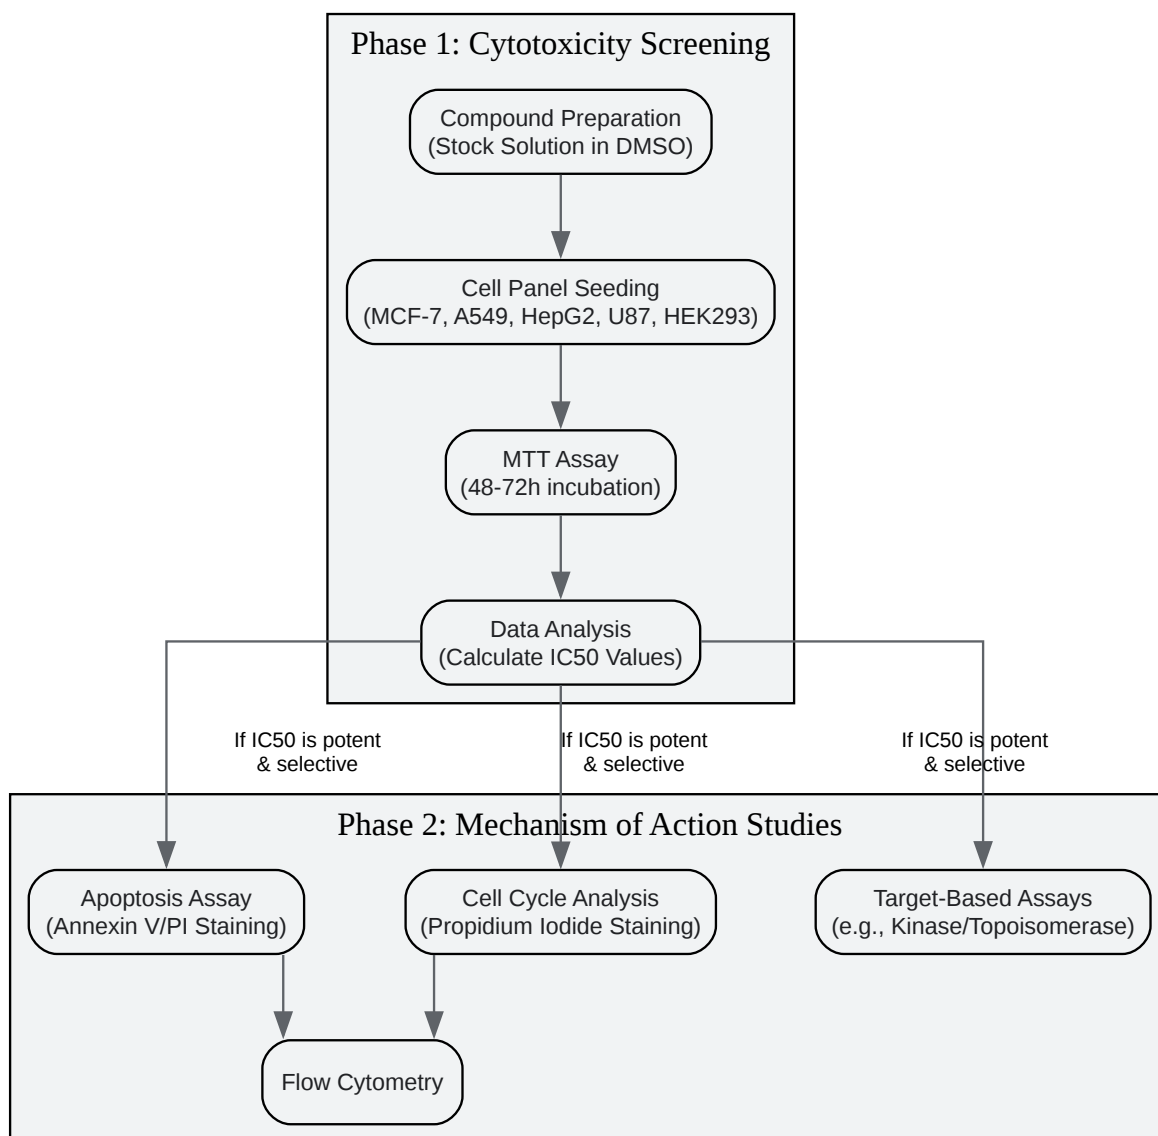 Phase 1: Cytotoxicity Screening
Compound Preparation
(Stock Solution in DMSO)
Cell Panel Seeding
(MCF-7, A549, HepG2, U87, HEK293)
MTT Assay
(48-72h incubation)
Data Analysis
(Calculate IC50 Values)
If IC50 is potent
& selective
If IC50 is potent
& selective
If IC50 is potent
& selective
Phase 2: Mechanism of Action Studies
Apoptosis Assay
(Annexin V/PI Staining)
Cell Cycle Analysis
(Propidium Iodide Staining)
Target-Based Assays
(e.g., Kinase/Topoisomerase)
Flow Cytometry